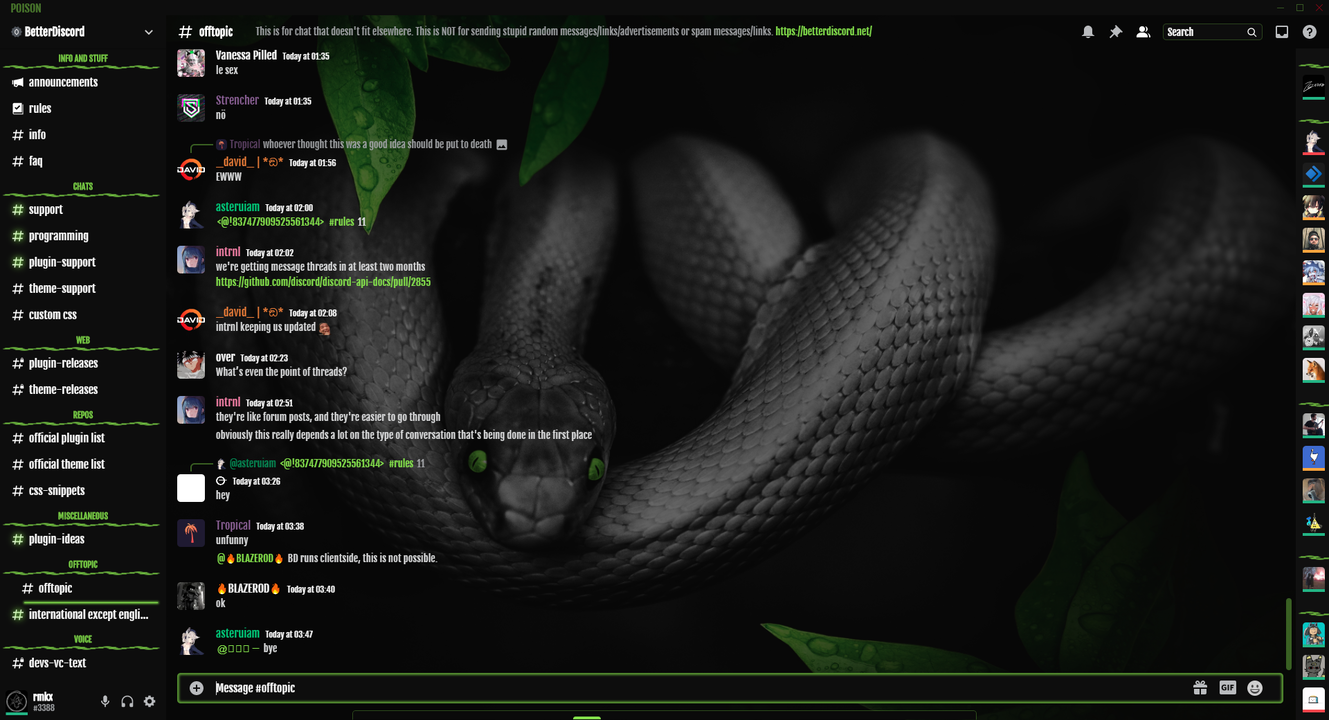 POISON
BetterDiscord
INFO AND STUFF
announcements
rules
info
faq
CHATS
support
programming
plugin-support
theme-support
custom css
WEB
plugin-releases
theme-releases
REPOS
official plugin list
official theme list
css-snippets
MISCELLANEOUS
plugin-ideas
OFFTOPIC
offtopic
international except engli...
VOICE
devs-vc-text
rmkx
#3388
# offtopic This is for chat that doesn't fit elsewhere. This is NOT for sending stupid random messages/links/advertisements or spam messages/links. https://betterdiscord.net/
Search
Vanessa Pilled Today at 01:35
le sex
Strencher Today at 01:35
nö
Tropical whoever thought this was a good idea should be put to death
DAVID
_david_ | *ඞ* Today at 01:56
EWWW
asteruiam Today at 02:00
<@!837477909525561344> #rules 11
intrnl Today at 02:02
we're getting message threads in at least two months
https://github.com/discord/discord-api-docs/pull/2855
DAVID
_david_ | *ඞ* Today at 02:08
intrnl keeping us updated
over Today at 02:23
What's even the point of threads?
intrnl Today at 02:51
they're like forum posts, and they're easier to go through
obviously this really depends a lot on the type of conversation that's being done in the first place
@asteruiam <@!837477909525561344> #rules 11
Today at 03:26
hey
Tropical Today at 03:38
unfunny
@🔥BLAZEROD🔥 BD runs clientside, this is not possible.
🔥BLAZEROD🔥 Today at 03:40
ok
asteruiam Today at 03:47
@▯▯▯ — bye
Message #offtopic
GIF